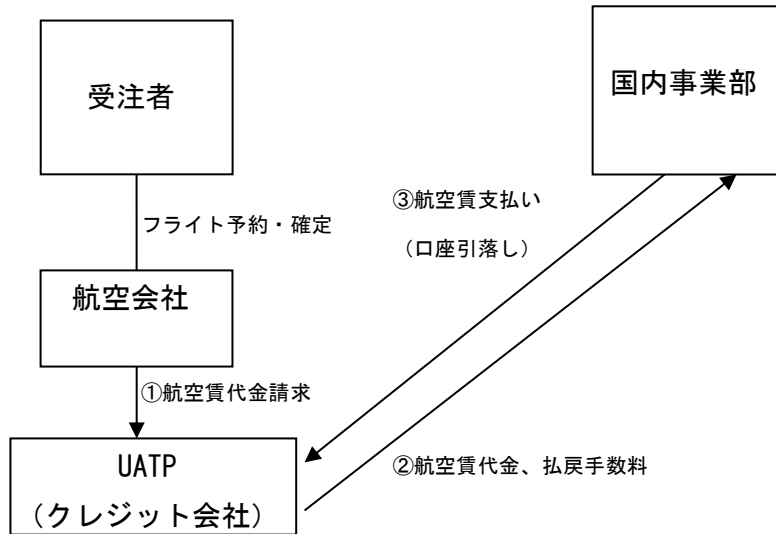 受注者
国内事業部
フライト予約・確定
③航空賃支払い
（口座引落し）
航空会社
①航空賃代金請求
UATP
（クレジット会社）
②航空賃代金、払戻手数料